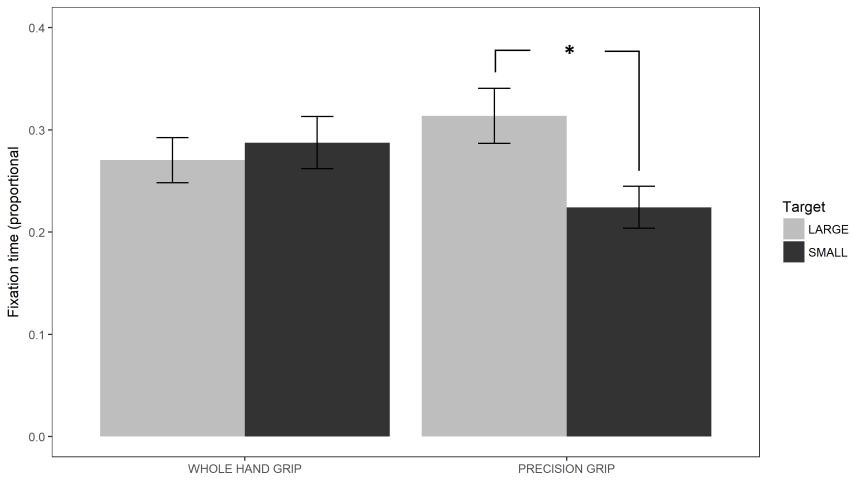 0.4
*
0.3
0.2
0.1
0.0
Fixation time (proportional
WHOLE HAND GRIP
PRECISION GRIP
Target
LARGE
SMALL